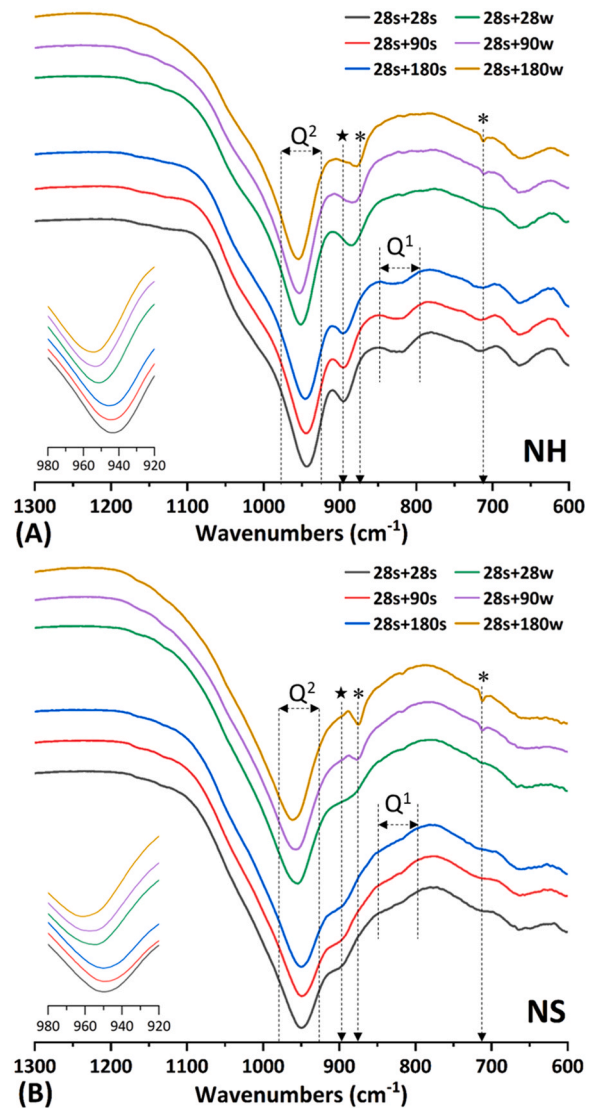 28s+28s 28s+28w
28s+90s 28s+90w
28s+180s 28s+180w
Q²
★ * *
Q¹
980 960 940 920
NH
1300 1200 1100 1000 900 800 700 600
(A) Wavenumbers (cm⁻¹)
28s+28s 28s+28w
28s+90s 28s+90w
28s+180s 28s+180w
Q²
★ * *
Q¹
980 960 940 920
NS
1300 1200 1100 1000 900 800 700 600
(B) Wavenumbers (cm⁻¹)